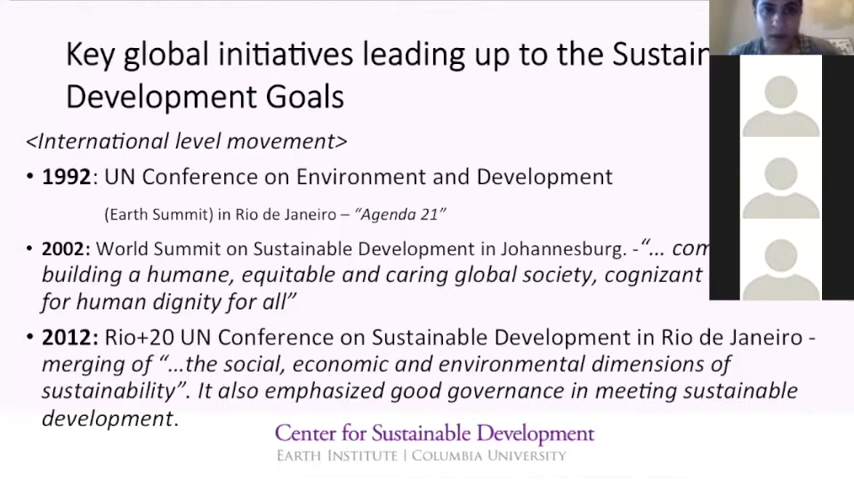 Key global initiatives leading up to the
Development Goals
<International level movement>
• 1992: UN Conference on Environment and Development
(Earth Summit) in Rio de Janeiro – “Agenda 21”
• 2002: World Summit on Sustainable Development in Johannesburg. -“...
building a humane, equitable and caring global society, cognizant
for human dignity for all”
• 2012: Rio+20 UN Conference on Sustainable Development in Rio de Janeiro -
merging of “...the social, economic and environmental dimensions of
sustainability”. It also emphasized good governance in meeting sustainable
development.
Center for Sustainable Development
EARTH INSTITUTE | COLUMBIA UNIVERSITY